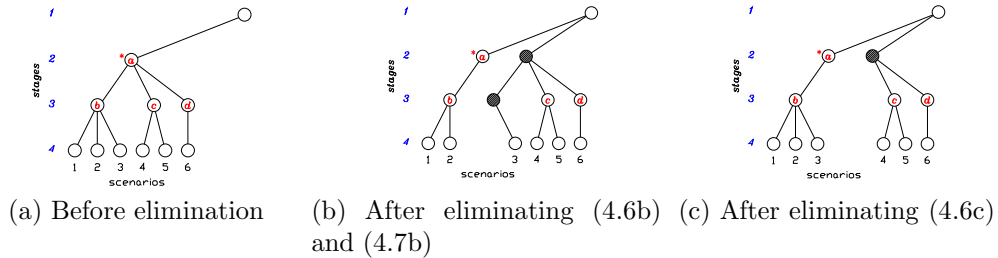 1
2
3
4
stages
* a
b c d
1 2 3 4 5 6
scenarios
(a) Before elimination
1
2
3
4
stages
* a
b c d
1 2 3 4 5 6
scenarios
(b) After eliminating (4.6b)
and (4.7b)
1
2
3
4
stages
* a
b c d
1 2 3 4 5 6
scenarios
(c) After eliminating (4.6c)